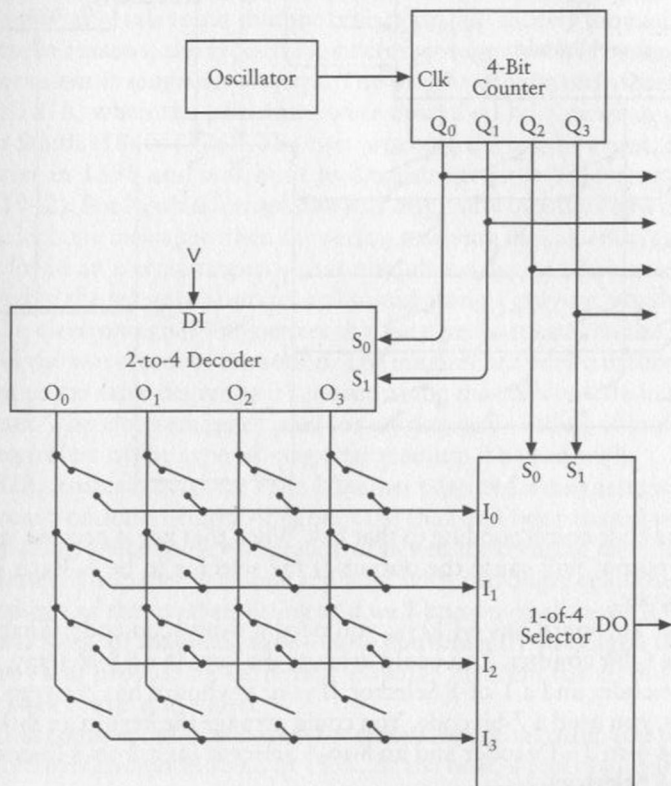 Oscillator
Clk
4-Bit
Counter
Q0 Q1 Q2 Q3
V
DI
2-to-4 Decoder
S0
S1
O0 O1 O2 O3
S0 S1
I0
I1
I2
I3
1-of-4
Selector
DO